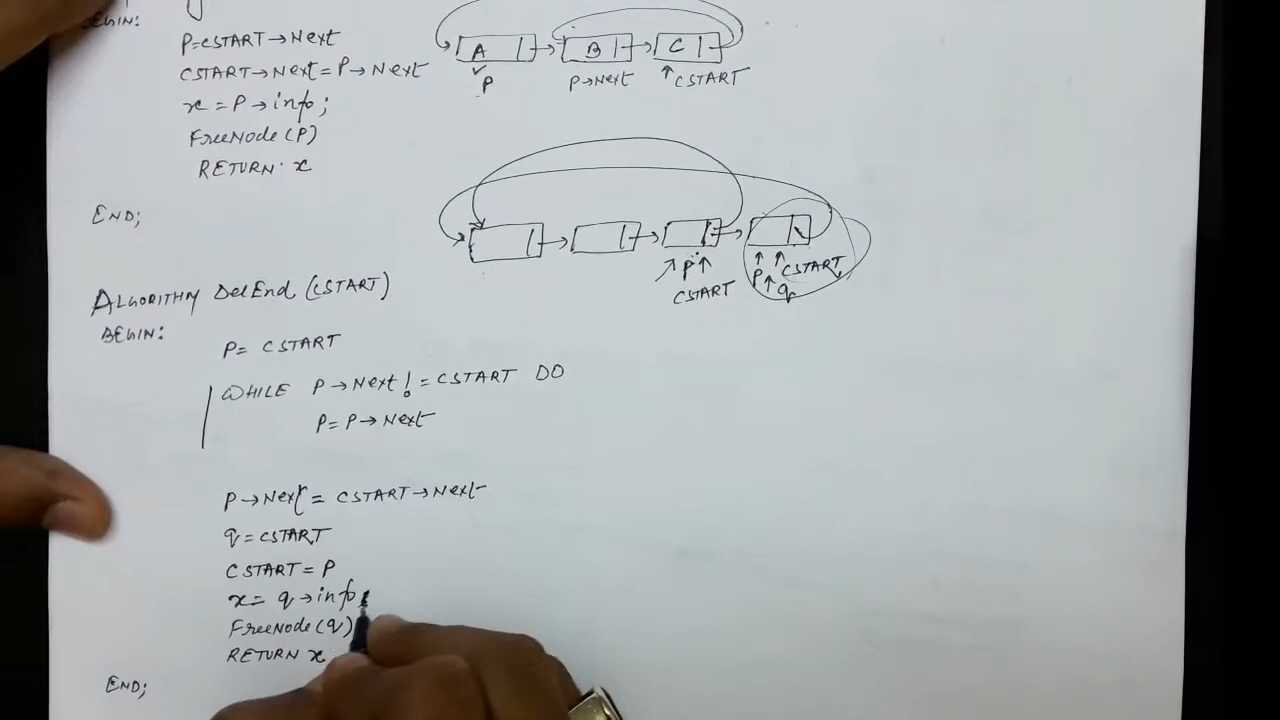 BEGIN:
P=CSTART→Next
CSTART→Next=P→Next
x=P→info;
FreeNode(P)
RETURN: x
END;
A B C
P P→Next CSTART
P CSTART
CSTART P q
ALGORITHM DelEnd(CSTART)
BEGIN:
P= CSTART
WHILE P→Next!=CSTART DO
P=P→Next
P→Next= CSTART→Next
q=CSTART
CSTART=P
x= q→info;
FreeNode(q)
RETURN x
END;